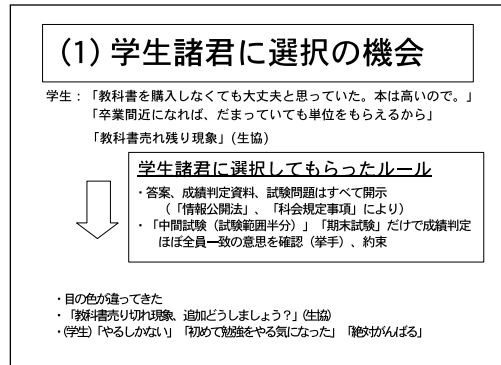 (1) 学生諸君に選択の機会
学生：「教科書を購入しなくても大丈夫と思っていた。本は高いので。」
「卒業間近になれば、だまっていても単位をもらえるから」
「教科書売れ残り現象」(生協)
学生諸君に選択してもらったルール
・答案、成績判定資料、試験問題はすべて開示
（「情報公開法」、「科会規定事項」により）
・「中間試験（試験範囲半分）」「期末試験」だけで成績判定
ほぼ全員一致の意思を確認（挙手）、約束
・目の色が違ってきた
・「教科書売り切れ現象、追加どうしましょう？」(生協)
・(学生)「やるしかない」「初めて勉強をやる気になった」「絶対がんばる」